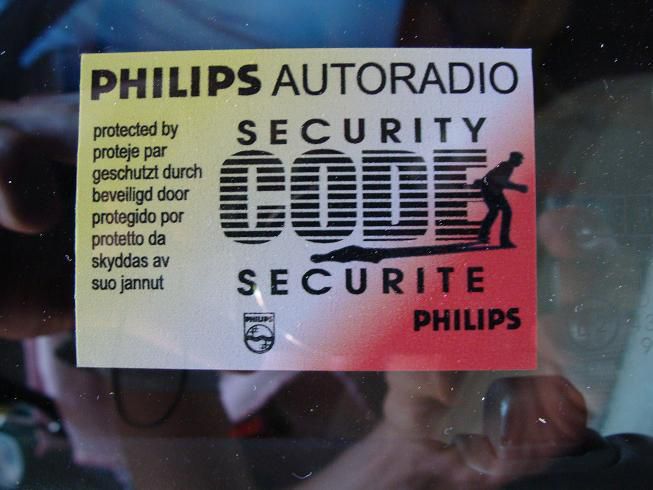 PHILIPS AUTORADIO
protected by
proteje par
geschutzt durch
beveiligd door
protegido por
protetto da
skyddas av
suo jannut
SECURITY
CODE
SECURITE
PHILIPS
PHILIPS